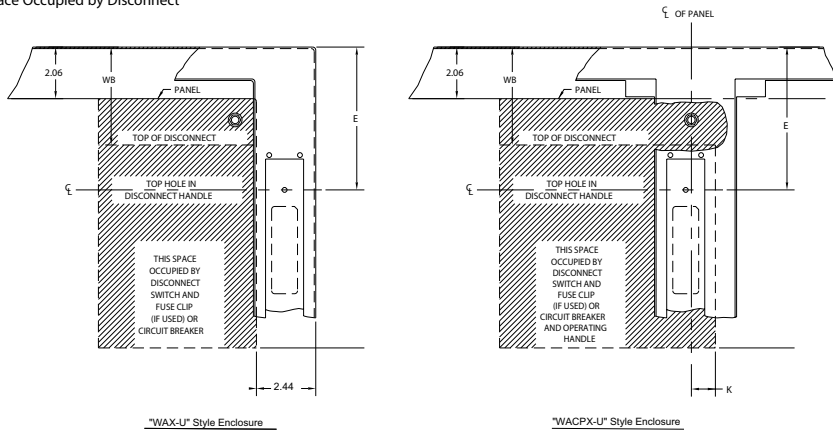 ace Occupied by Disconnect
℄ OF PANEL
2.06
WB
PANEL
E
TOP OF DISCONNECT
℄
TOP HOLE IN
DISCONNECT HANDLE
THIS SPACE
OCCUPIED BY
DISCONNECT
SWITCH AND
FUSE CLIP
(IF USED) OR
CIRCUIT BREAKER
2.44
"WAX-U" Style Enclosure
2.06
WB
PANEL
E
TOP OF DISCONNECT
℄
TOP HOLE IN
DISCONNECT HANDLE
THIS SPACE
OCCUPIED BY
DISCONNECT
SWITCH AND
FUSE CLIP
(IF USED) OR
CIRCUIT BREAKER
AND OPERATING
HANDLE
K
"WACPX-U" Style Enclosure